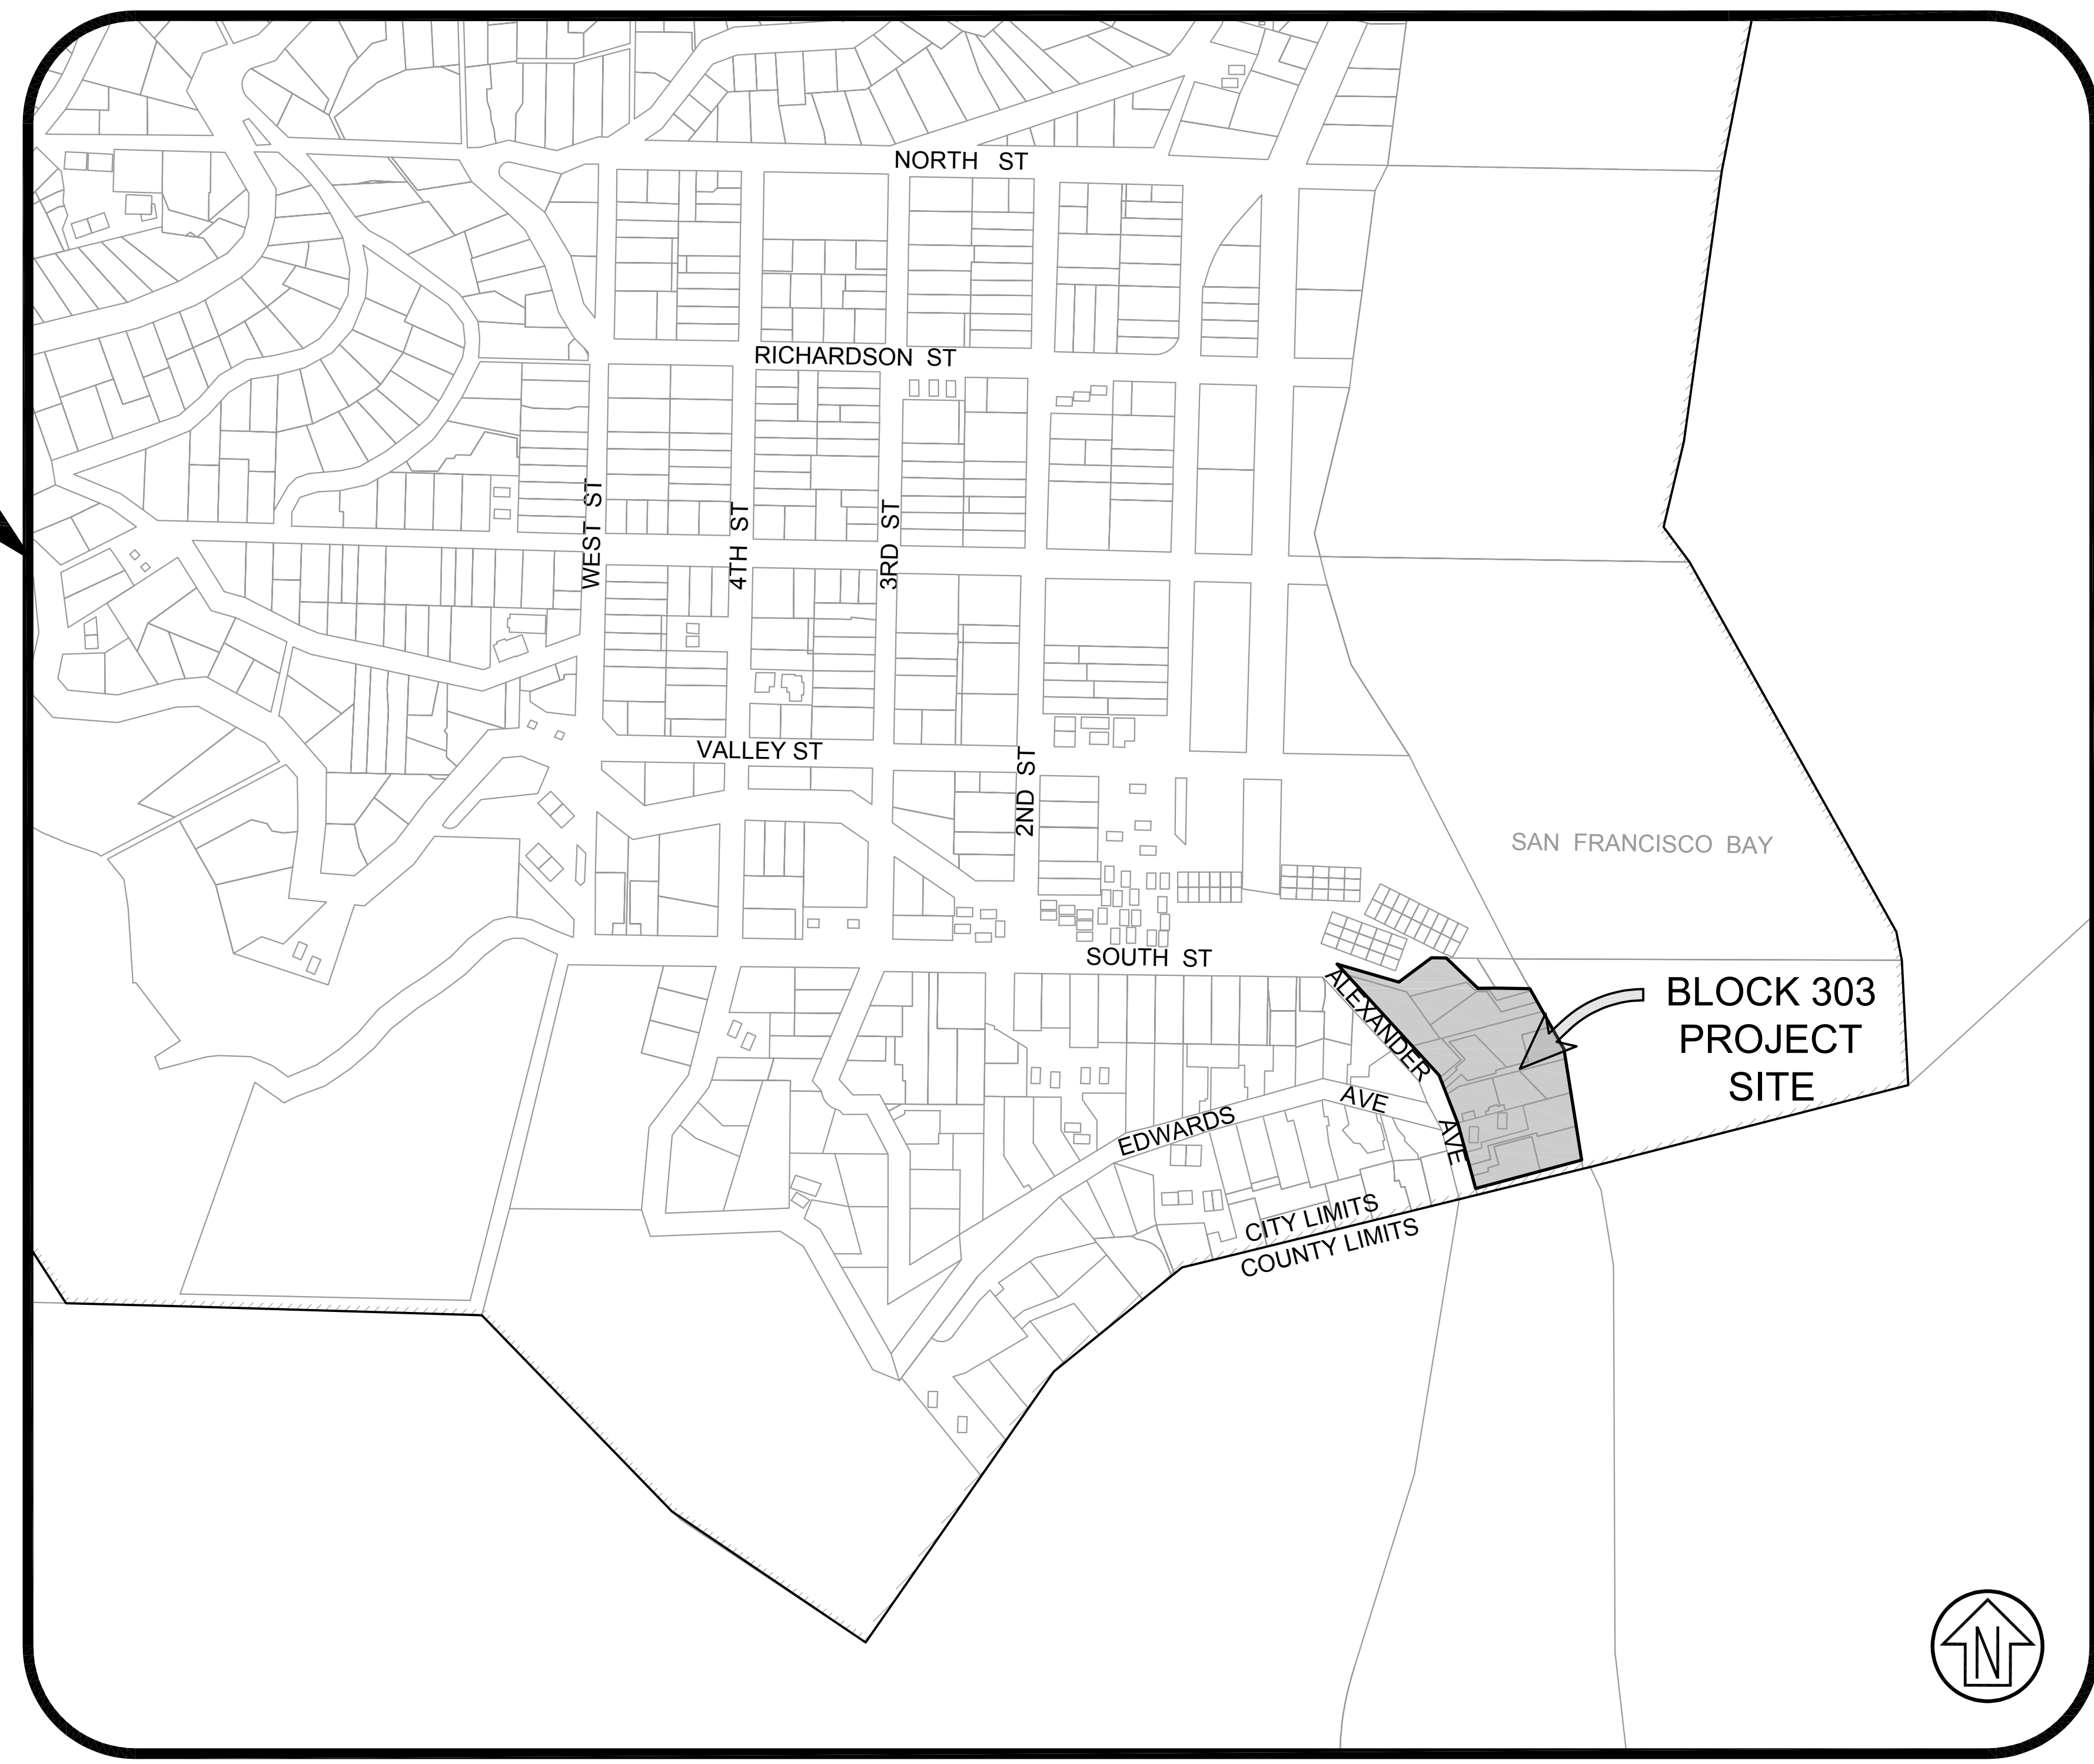 NORTH ST
RICHARDSON ST
WEST ST
4TH ST
3RD ST
VALLEY ST
2ND ST
SAN FRANCISCO BAY
SOUTH ST
ALEXANDER
AVE
BLOCK 303
PROJECT
SITE
EDWARDS
AVE
CITY LIMITS
COUNTY LIMITS
N